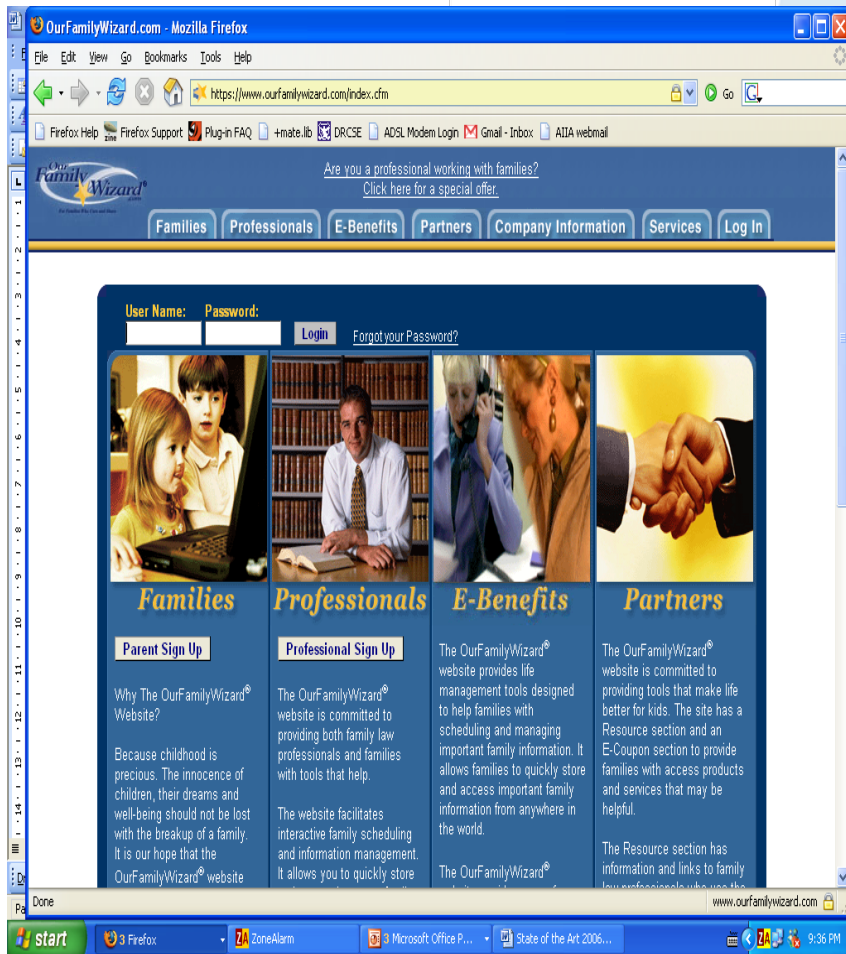 OurFamilyWizard.com - Mozilla Firefox
File Edit View Go Bookmarks Tools Help
https://www.ourfamilywizard.com/index.cfm
Go
G
Firefox Help Firefox Support Plug-in FAQ +mate.lib DRCSE ADSL Modem Login Gmail - Inbox AIIA webmail
Our
Family
Wizard®
.com
Are you a professional working with families?
Click here for a special offer.
Families Professionals E-Benefits Partners Company Information Services Log In
User Name: Password:
Login Forgot your Password?
Families
Parent Sign Up
Why The OurFamilyWizard®
Website?
Because childhood is
precious. The innocence of
children, their dreams and
well-being should not be lost
with the breakup of a family.
It is our hope that the
OurFamilyWizard® website
Professionals
Professional Sign Up
The OurFamilyWizard®
website is committed to
providing both family law
professionals and families
with tools that help.
The website facilitates
interactive family scheduling
and information management.
It allows you to quickly store
E-Benefits
The OurFamilyWizard®
website provides life
management tools designed
to help families with
scheduling and managing
important family information. It
allows families to quickly store
and access important family
information from anywhere in
the world.
The OurFamilyWizard®
Partners
The OurFamilyWizard®
website is committed to
providing tools that make life
better for kids. The site has a
Resource section and an
E-Coupon section to provide
families with access products
and services that may be
helpful.
The Resource section has
information and links to family
law professionals who use the
Done
www.ourfamilywizard.com
start
3 Firefox
ZA ZoneAlarm
3 Microsoft Office P...
State of the Art 2006...
ZA
9:36 PM